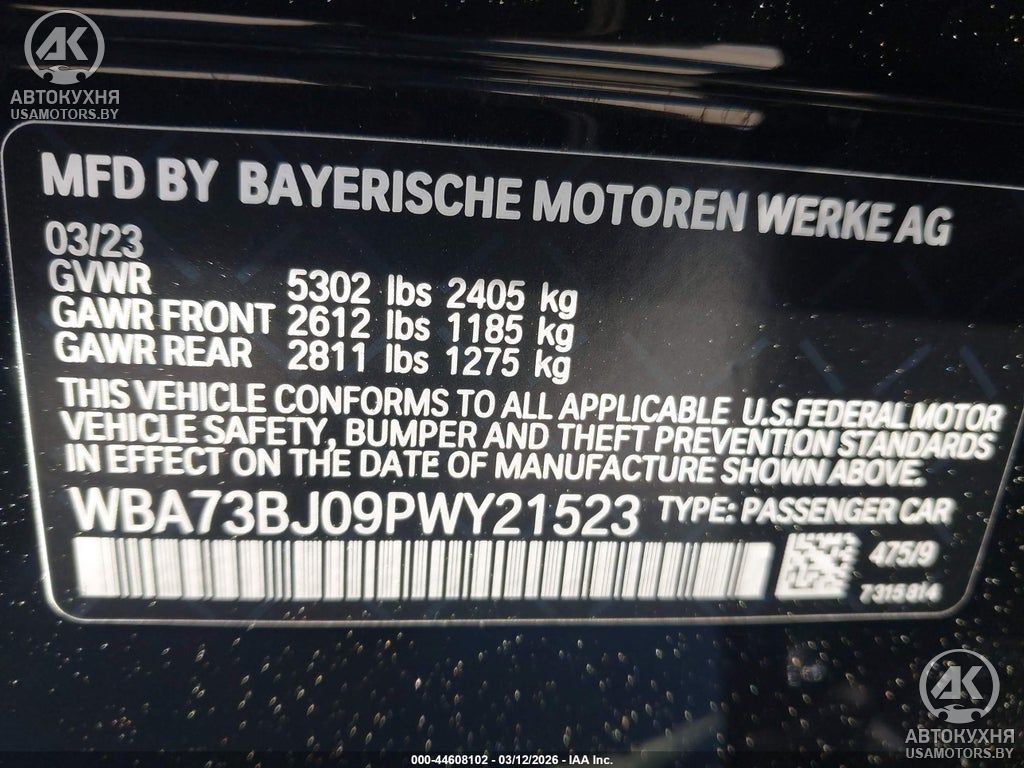 AK
АВТОКУХНЯ
USAMOTORS.BY
MFD BY BAYERISCHE MOTOREN WERKE AG
03/23
GVWR 5302 lbs 2405 kg
GAWR FRONT 2612 lbs 1185 kg
GAWR REAR 2811 lbs 1275 kg
THIS VEHICLE CONFORMS TO ALL APPLICABLE U.S.FEDERAL MOTOR
VEHICLE SAFETY, BUMPER AND THEFT PREVENTION STANDARDS
IN EFFECT ON THE DATE OF MANUFACTURE SHOWN ABOVE.
WBA73BJ09PWY21523 TYPE: PASSENGER CAR
475/9
7315814
AK
АВТОКУХНЯ
USAMOTORS.BY
000-44608102 - 03/12/2026 - IAA Inc.